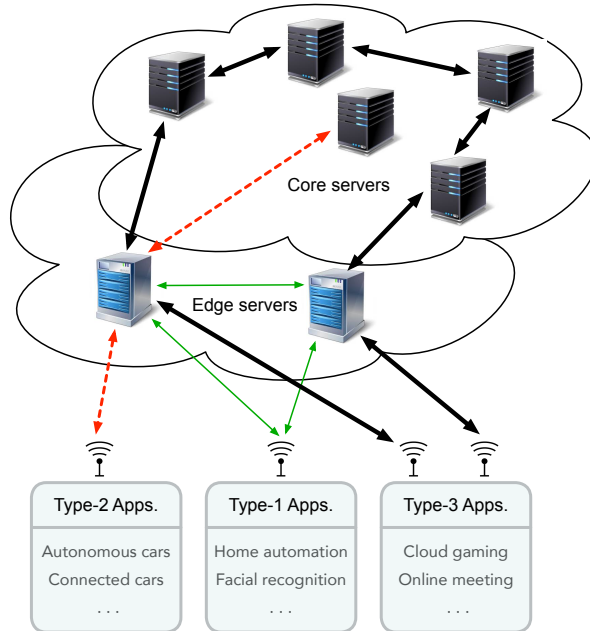 Core servers
Edge servers
Type-2 Apps.
Autonomous cars
Connected cars
. . .
Type-1 Apps.
Home automation
Facial recognition
. . .
Type-3 Apps.
Cloud gaming
Online meeting
. . .